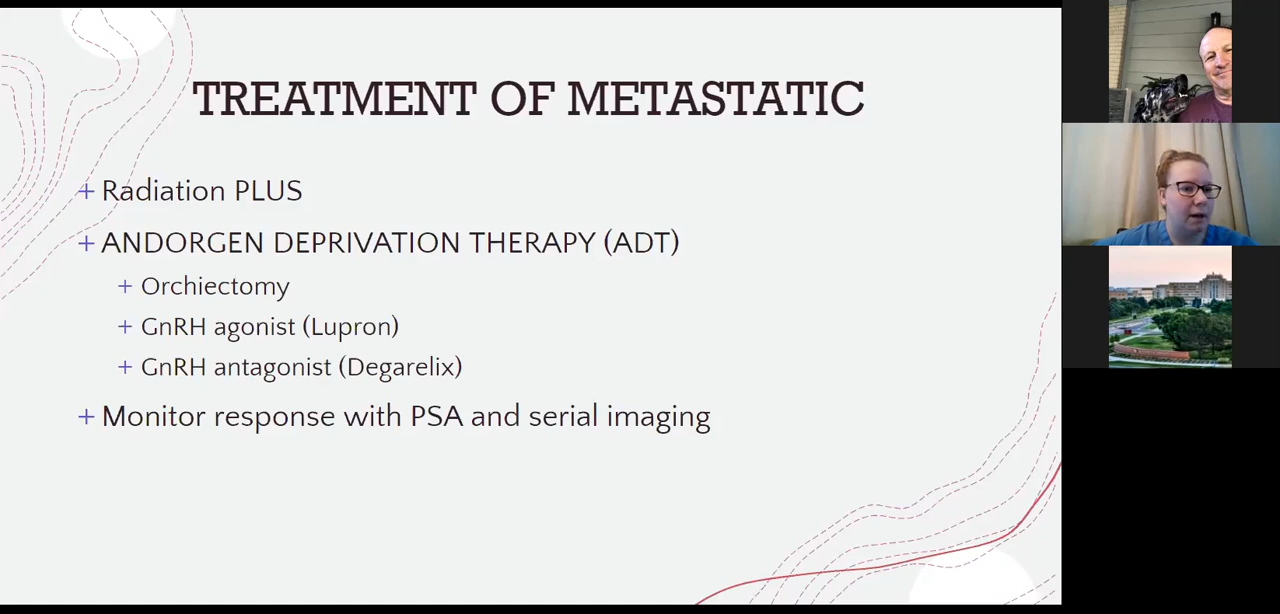 TREATMENT OF METASTATIC
+ Radiation PLUS
+ ANDORGEN DEPRIVATION THERAPY (ADT)
+ Orchiectomy
+ GnRH agonist (Lupron)
+ GnRH antagonist (Degarelix)
+ Monitor response with PSA and serial imaging